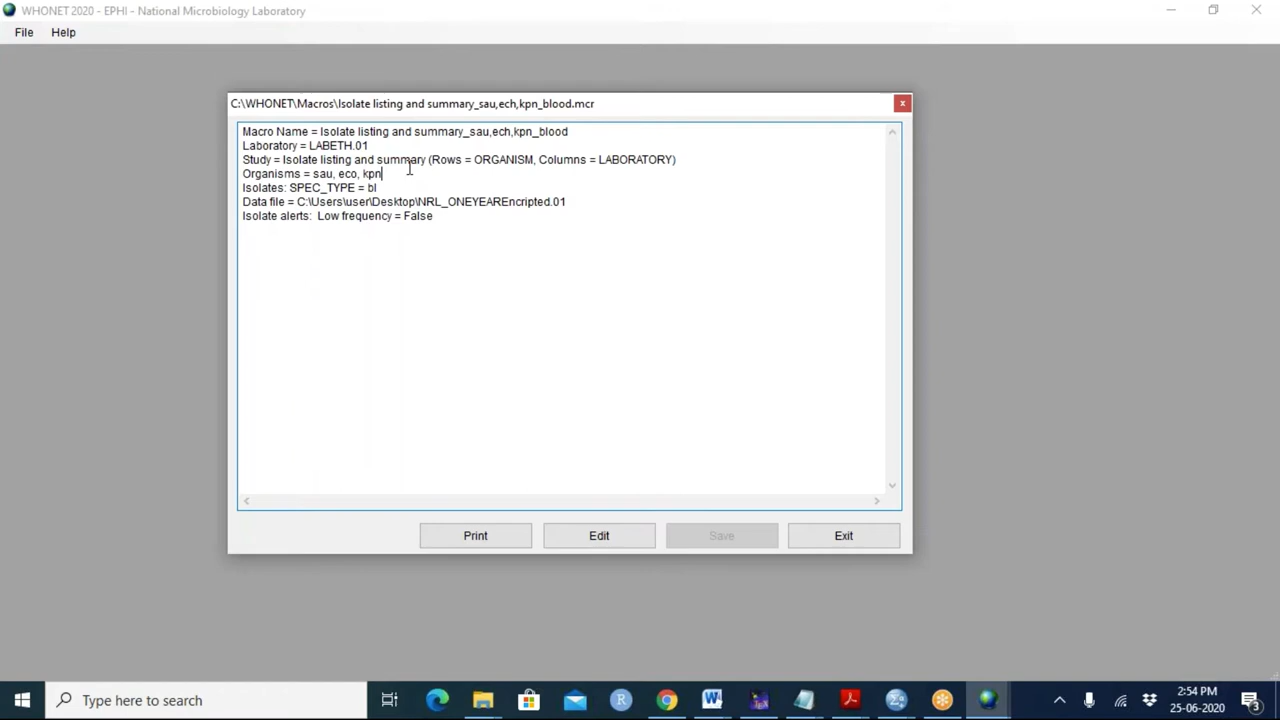 WHONET 2020 - EPHI - National Microbiology Laboratory
File Help
C:\WHONET\Macros\Isolate listing and summary_sau,ech,kpn_blood.mcr
x
Macro Name = Isolate listing and summary_sau,ech,kpn_blood
Laboratory = LABETH.01
Study = Isolate listing and summary (Rows = ORGANISM, Columns = LABORATORY)
Organisms = sau, eco, kpn
Isolates: SPEC_TYPE = bl
Data file = C:\Users\user\Desktop\NRL_ONEYEAREncripted.01
Isolate alerts:  Low frequency = False
Print Edit Save Exit
Type here to search
2:54 PM
25-06-2020
3